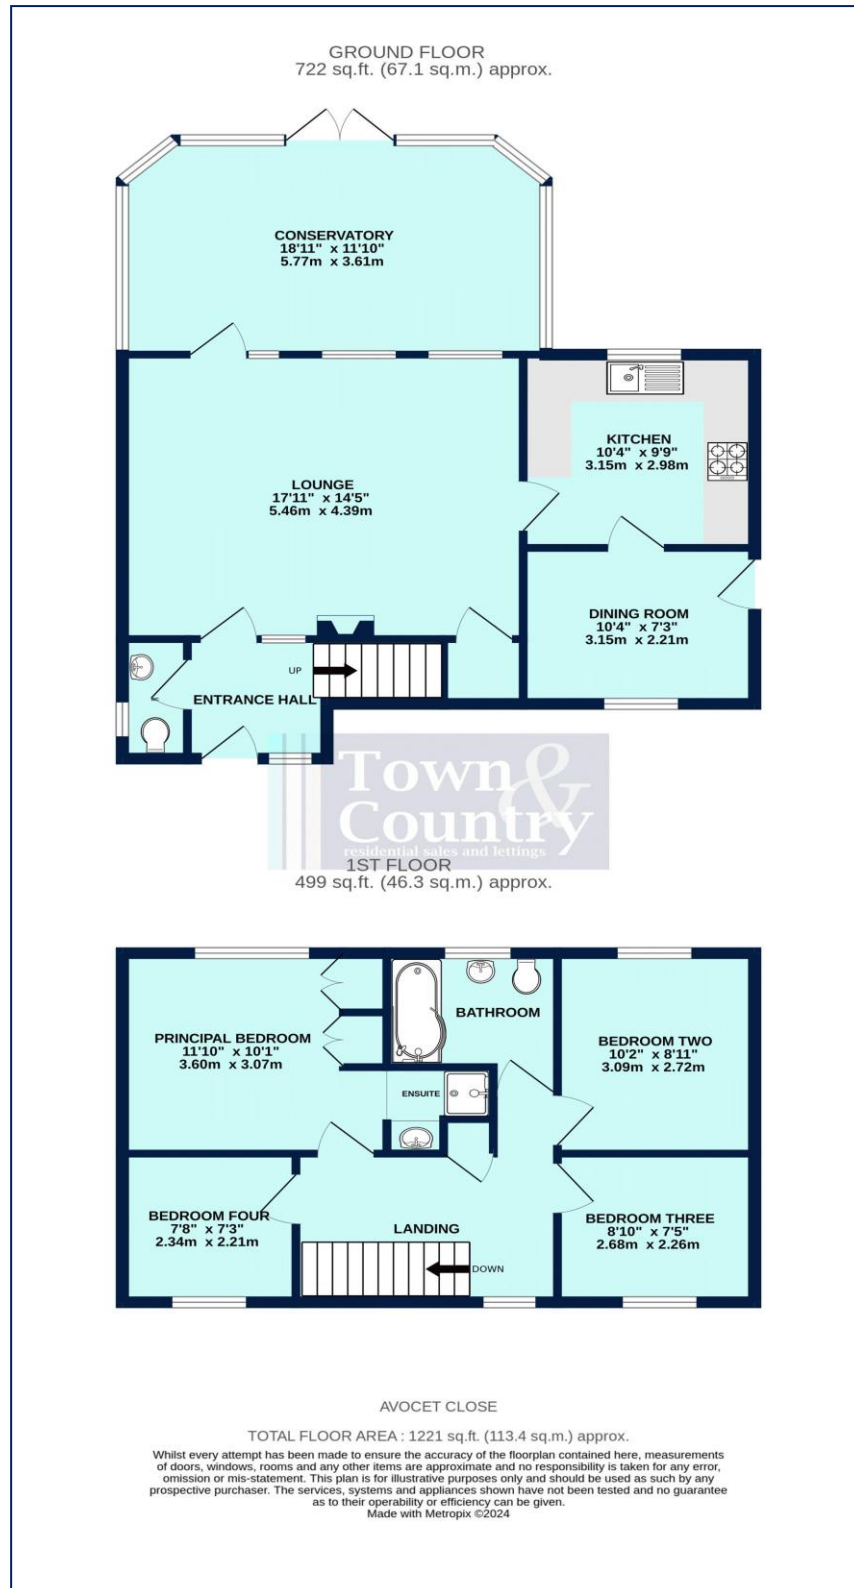 GROUND FLOOR
722 sq.ft. (67.1 sq.m.) approx.
CONSERVATORY
18'11" x 11'10"
5.77m x 3.61m
KITCHEN
10'4" x 9'9"
3.15m x 2.98m
LOUNGE
17'11" x 14'5"
5.46m x 4.39m
DINING ROOM
10'4" x 7'3"
3.15m x 2.21m
UP
ENTRANCE HALL
Town &
Country
residential sales and lettings
1ST FLOOR
499 sq.ft. (46.3 sq.m.) approx.
PRINCIPAL BEDROOM
11'10" x 10'1"
3.60m x 3.07m
BATHROOM
BEDROOM TWO
10'2" x 8'11"
3.09m x 2.72m
ENSUITE
BEDROOM FOUR
7'8" x 7'3"
2.34m x 2.21m
LANDING
BEDROOM THREE
8'10" x 7'5"
2.68m x 2.26m
DOWN
AVOCET CLOSE
TOTAL FLOOR AREA : 1221 sq.ft. (113.4 sq.m.) approx.
Whilst every attempt has been made to ensure the accuracy of the floorplan contained here, measurements
of doors, windows, rooms and any other items are approximate and no responsibility is taken for any error,
omission or mis-statement. This plan is for illustrative purposes only and should be used as such by any
prospective purchaser. The services, systems and appliances shown have not been tested and no guarantee
as to their operability or efficiency can be given.
Made with Metropix ©2024